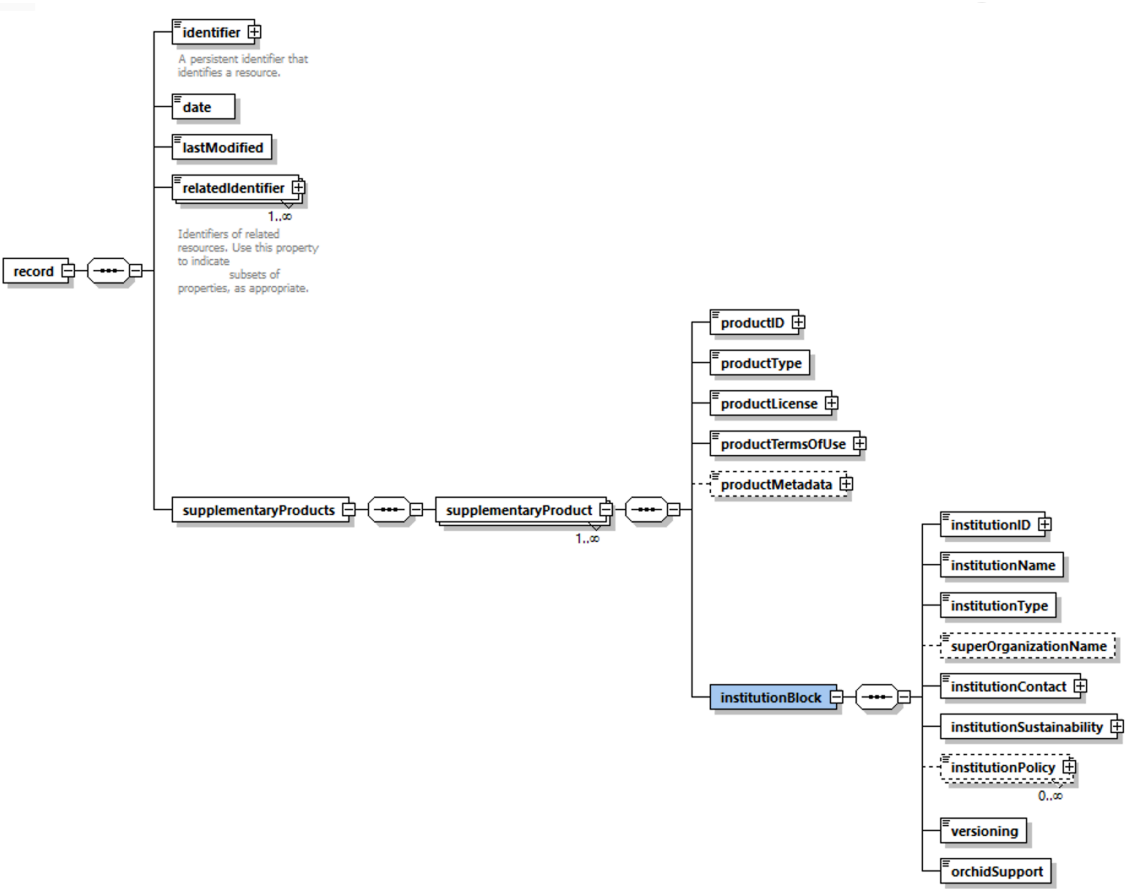 identifier
A persistent identifier that
identifies a resource.
date
lastModified
relatedIdentifier
1..∞
Identifiers of related
resources. Use this property
to indicate
subsets of
properties, as appropriate.
record
supplementaryProducts
supplementaryProduct
1..∞
productID
productType
productLicense
productTermsOfUse
productMetadata
institutionBlock
institutionID
institutionName
institutionType
superOrganizationName
institutionContact
institutionSustainability
institutionPolicy
0..∞
versioning
orchidSupport